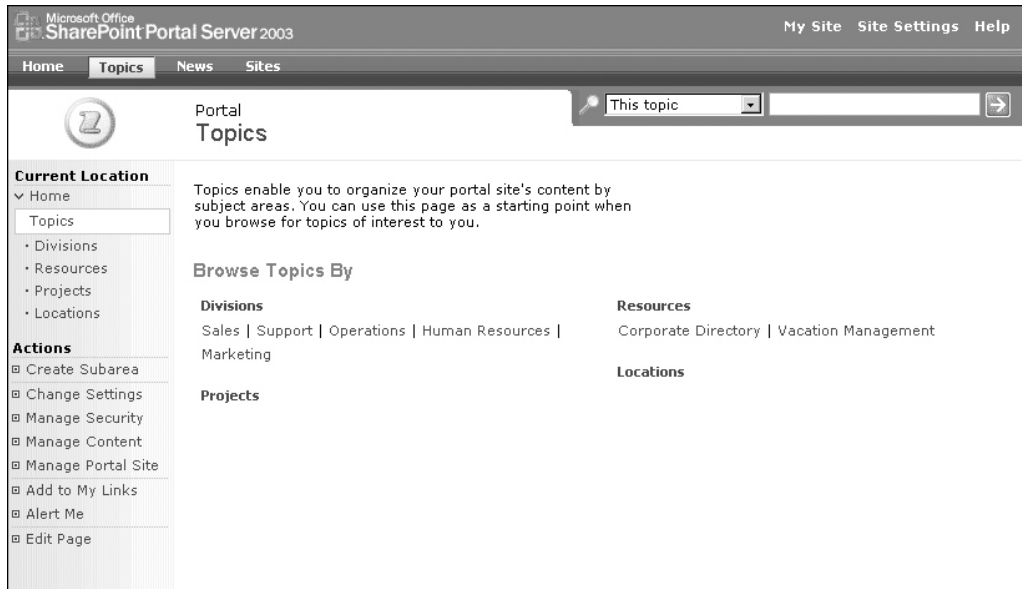 Microsoft Office
SharePoint Portal Server 2003
My Site Site Settings Help
Home Topics News Sites
Portal
Topics
This topic
Current Location
Home
Topics
Divisions
Resources
Projects
Locations
Actions
Create Subarea
Change Settings
Manage Security
Manage Content
Manage Portal Site
Add to My Links
Alert Me
Edit Page
Topics enable you to organize your portal site's content by
subject areas. You can use this page as a starting point when
you browse for topics of interest to you.
Browse Topics By
Divisions
Sales | Support | Operations | Human Resources |
Marketing
Projects
Resources
Corporate Directory | Vacation Management
Locations